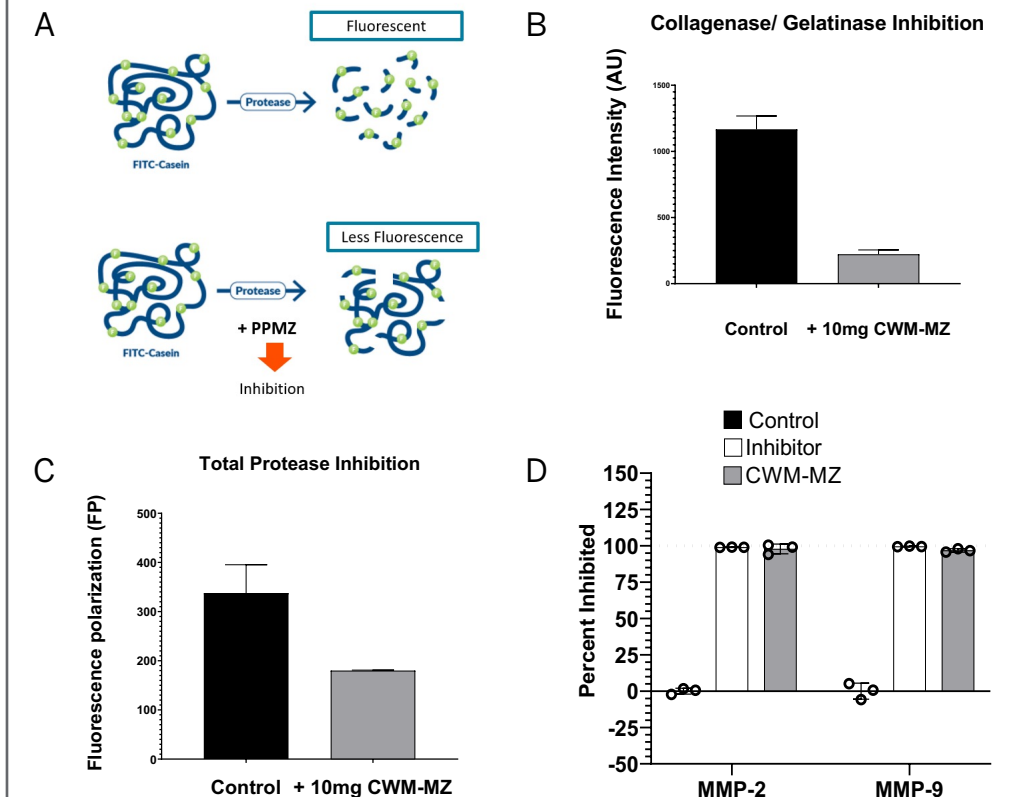 A
Fluorescent
Protease
FITC-Casein
Less Fluorescence
Protease
+ PPMZ
FITC-Casein
Inhibition
B
Collagenase/ Gelatinase Inhibition
Fluorescence Intensity (AU)
1500
1000
500
0
Control + 10mg CWM-MZ
C
Total Protease Inhibition
Fluorescence polarization (FP)
500
400
300
200
100
0
Control + 10mg CWM-MZ
D
Control
Inhibitor
CWM-MZ
Percent Inhibited
150
100
75
50
25
0
-25
-50
MMP-2 MMP-9